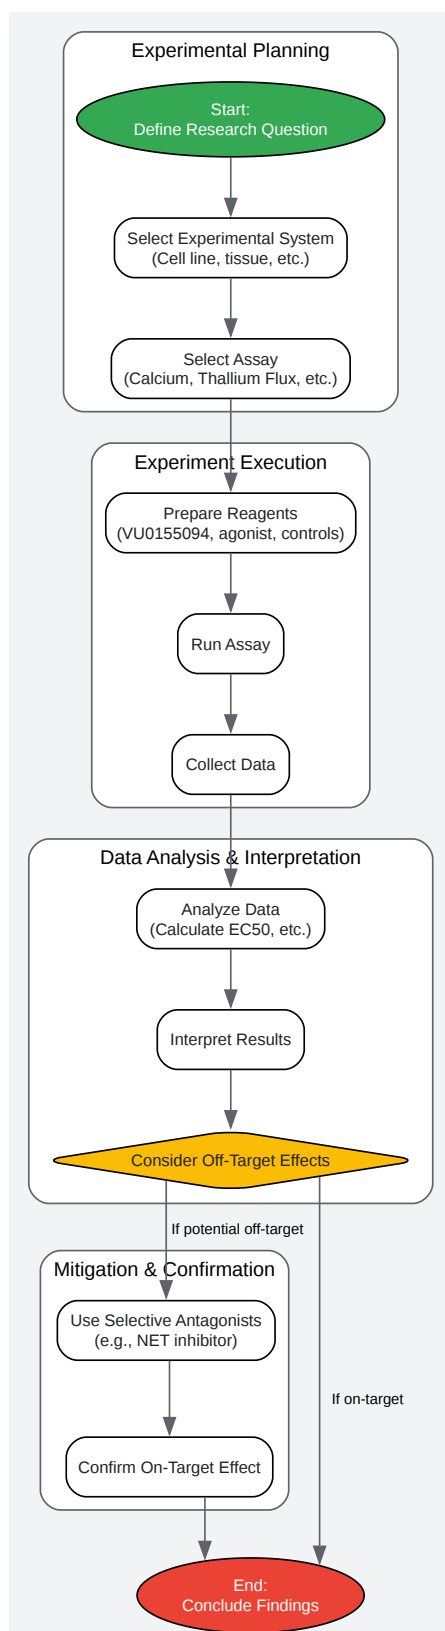 Experimental Planning
Start:
Define Research Question
Select Experimental System
(Cell line, tissue, etc.)
Select Assay
(Calcium, Thallium Flux, etc.)
Experiment Execution
Prepare Reagents
(VU0155094, agonist, controls)
Run Assay
Collect Data
Data Analysis & Interpretation
Analyze Data
(Calculate EC50, etc.)
Interpret Results
Consider Off-Target Effects
If potential off-target
Mitigation & Confirmation
Use Selective Antagonists
(e.g., NET inhibitor)
If on-target
Confirm On-Target Effect
End:
Conclude Findings